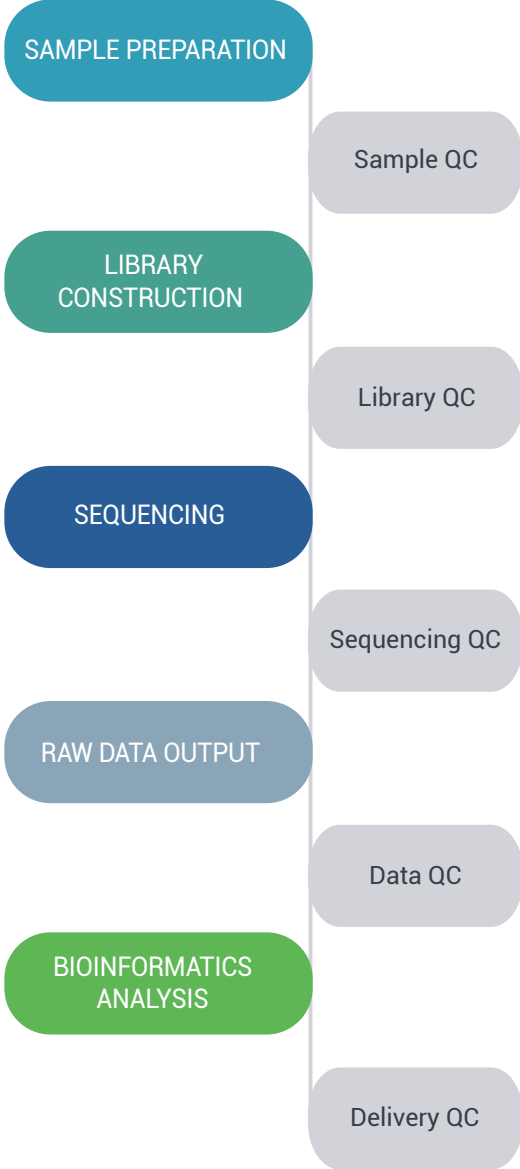 SAMPLE PREPARATION
Sample QC
LIBRARY
CONSTRUCTION
Library QC
SEQUENCING
Sequencing QC
RAW DATA OUTPUT
Data QC
BIOINFORMATICS
ANALYSIS
Delivery QC